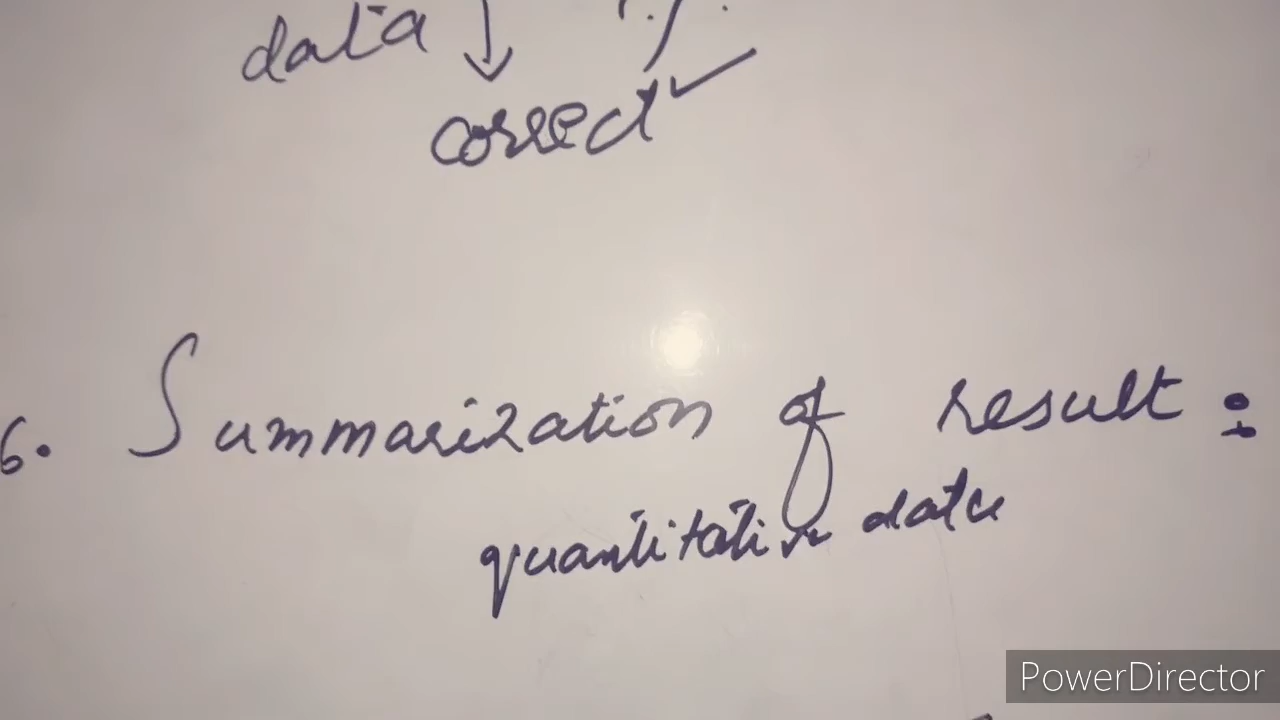 data ↓
correct ✓
6. Summarization of result :
quantitative data
PowerDirector